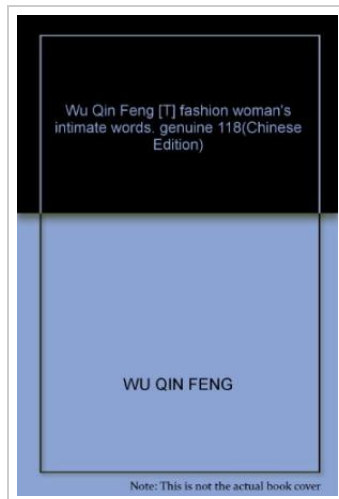 Wu Qin Feng [T] fashion woman's
intimate words. genuine 118(Chinese
Edition)
WU QIN FENG
Note: This is not the actual book cover